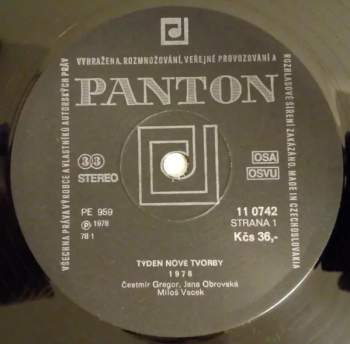 VŠECHNA PRÁVA VÝROBCE A VLASTNÍKŮ AUTORSKÝCH PRÁV
VYHRAŽENA. ROZMNOŽOVÁNÍ, VEŘEJNÉ PROVOZOVÁNÍ A
ROZHLASOVÉ ŠÍŘENÍ ZAKÁZÁNO. MADE IN CZECHOSLOVAKIA
PANTON
33
STEREO
OSA
OSVU
PE 959
Ⓟ 1978
78 1
11 0742
STRANA 1
Kčs 36,-
TÝDEN NOVÉ TVORBY
1978
Čestmír Gregor, Jana Obrovská
Miloš Vacek